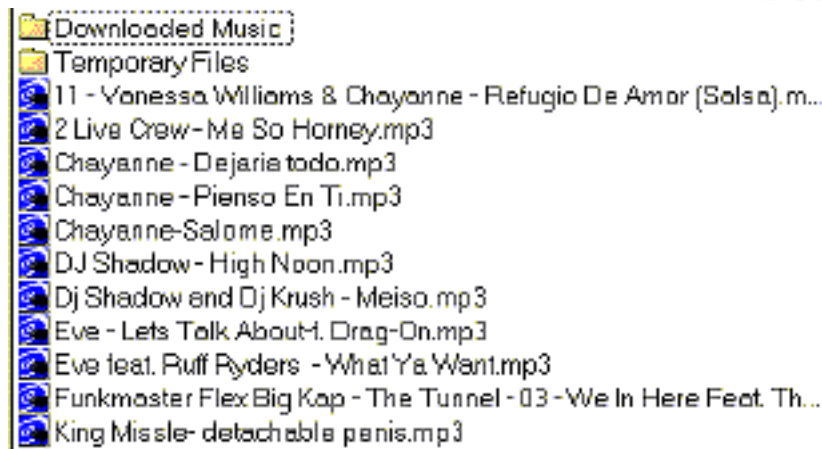 Downloaded Music
Temporary Files
11 - Vanessa Williams & Chayanne - Refugio De Amor (Salsa).m...
2 Live Crew - Me So Horney.mp3
Chayanne - Dejaria todo.mp3
Chayanne - Pienso En Ti.mp3
Chayanne-Salome.mp3
DJ Shadow - High Noon.mp3
Dj Shadow and Dj Krush - Meiso.mp3
Eve - Lets Talk About f. Drag-On.mp3
Eve feat. Ruff Ryders - What Ya Want.mp3
Funkmaster Flex Big Kap - The Tunnel - 03 - We In Here Feat. Th...
King Missle- detachable penis.mp3